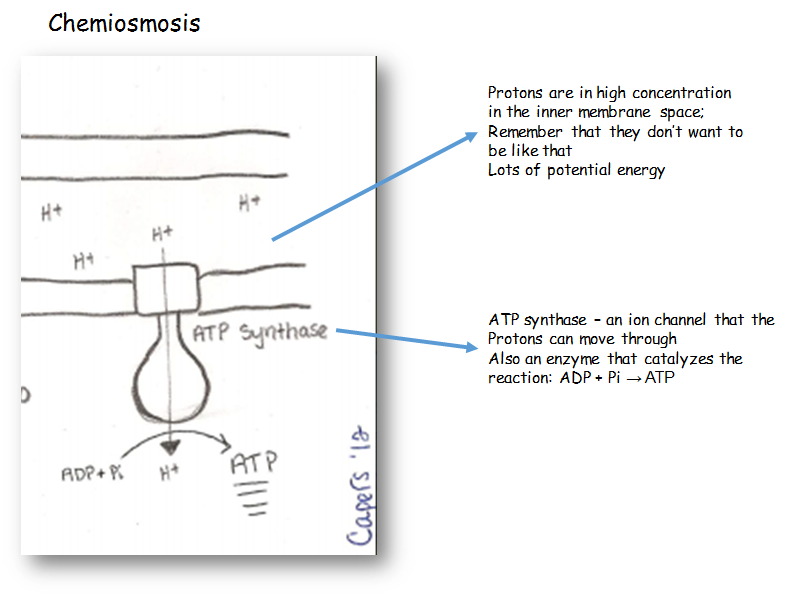 Chemiosmosis
Protons are in high concentration
in the inner membrane space;
Remember that they don't want to
be like that
Lots of potential energy
H+
H+
H+
H+
ATP synthase – an ion channel that the
Protons can move through
Also an enzyme that catalyzes the
reaction: ADP + Pi → ATP
ATP Synthase
ADP + Pi
H+
ATP
Capers '12